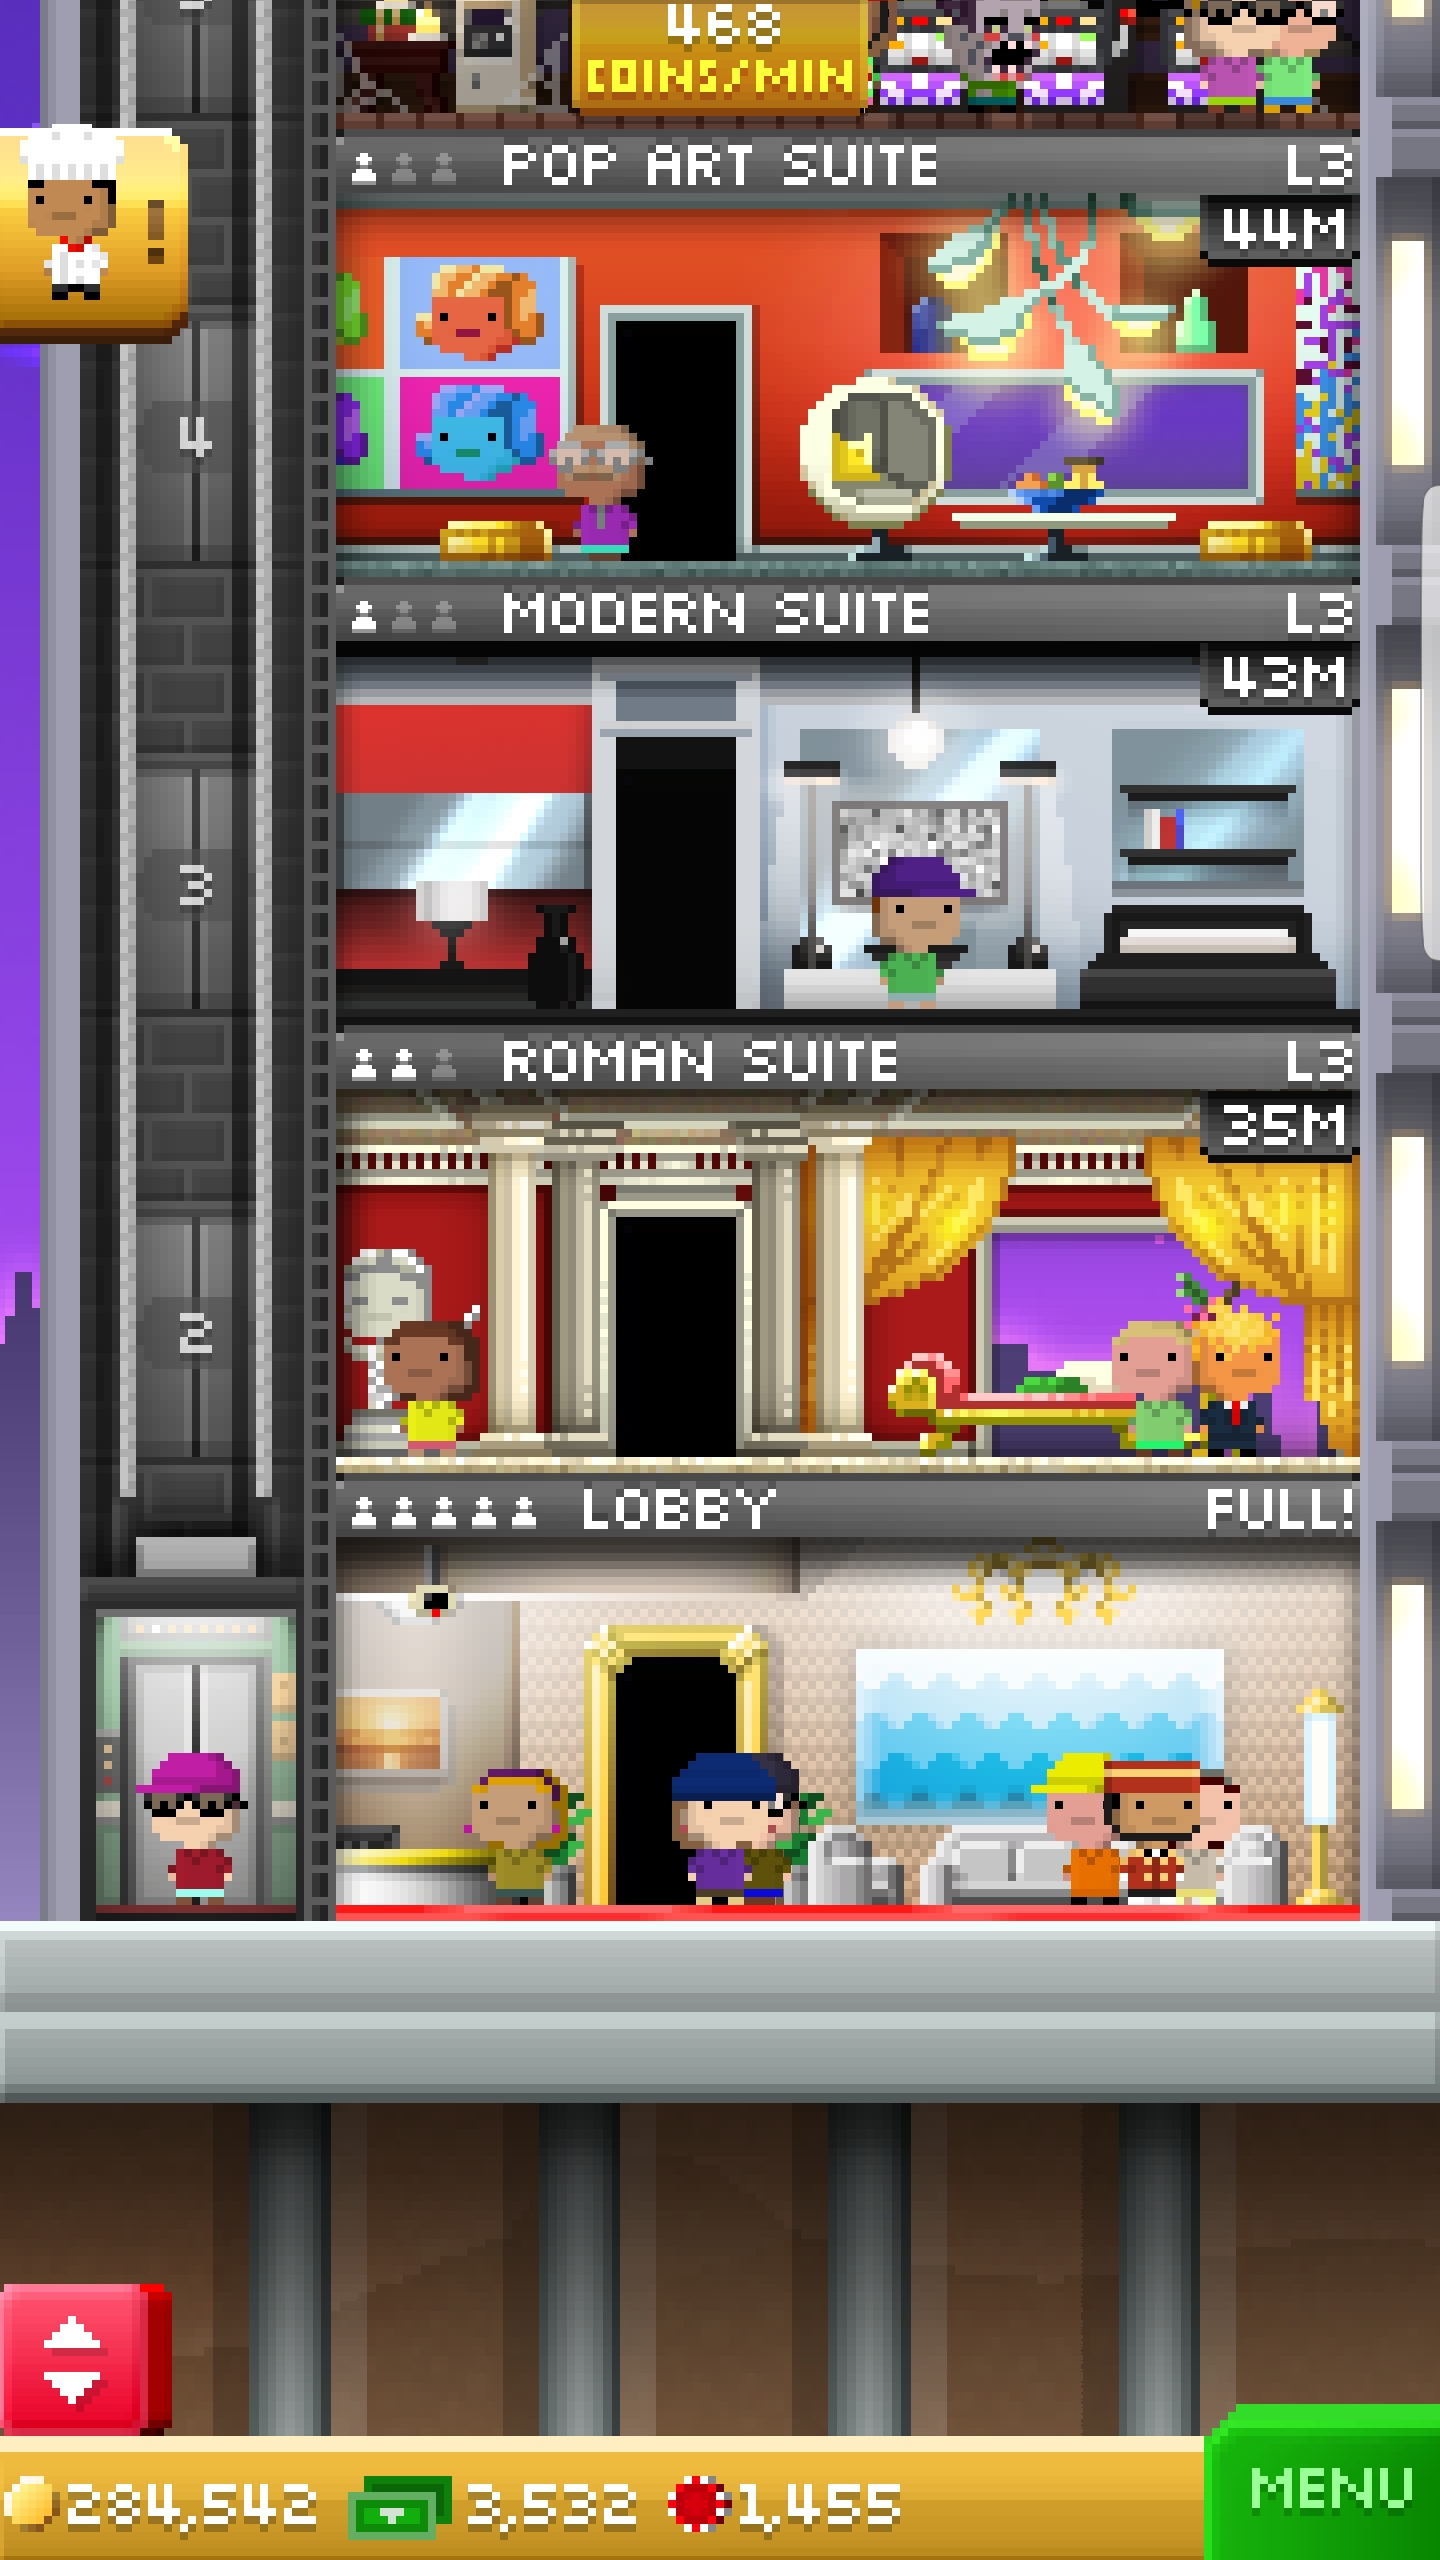 468
COINS/MIN
POP ART SUITE L3
44M
!
4
MODERN SUITE L3
43M
3
ROMAN SUITE L3
35M
2
LOBBY FULL!
284,542 3,532 1,455
MENU